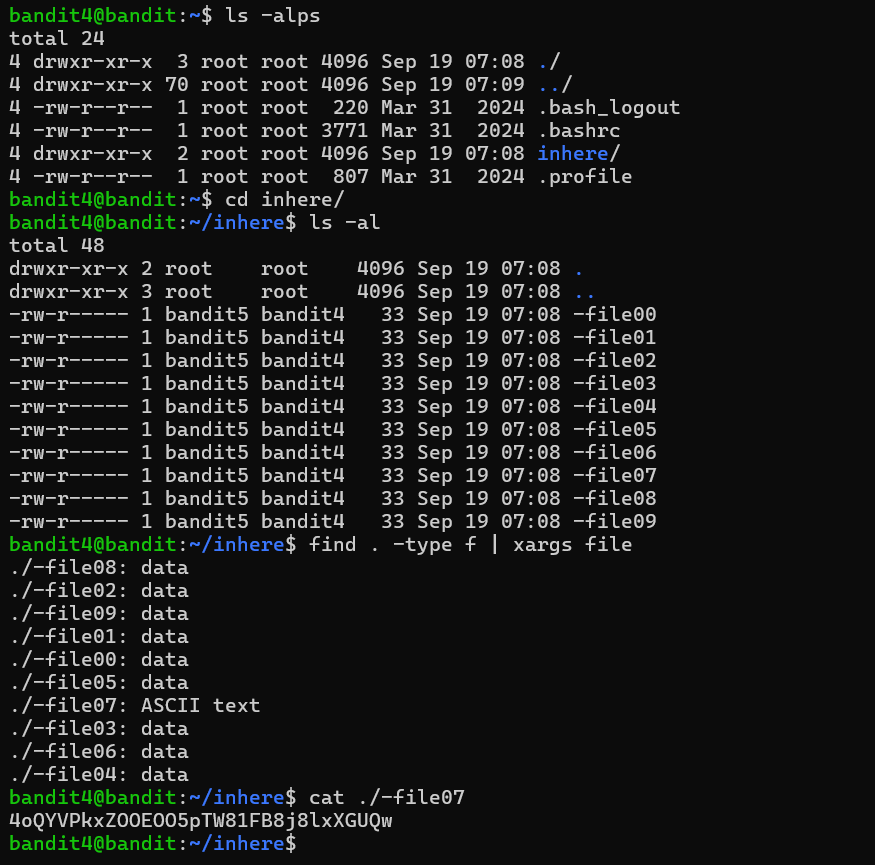 bandit4@bandit:~$ ls -alps
total 24
4 drwxr-xr-x  3 root root 4096 Sep 19 07:08 ./
4 drwxr-xr-x 70 root root 4096 Sep 19 07:09 ../
4 -rw-r--r--  1 root root  220 Mar 31  2024 .bash_logout
4 -rw-r--r--  1 root root 3771 Mar 31  2024 .bashrc
4 drwxr-xr-x  2 root root 4096 Sep 19 07:08 inhere/
4 -rw-r--r--  1 root root  807 Mar 31  2024 .profile
bandit4@bandit:~$ cd inhere/
bandit4@bandit:~/inhere$ ls -al
total 48
drwxr-xr-x 2 root    root    4096 Sep 19 07:08 .
drwxr-xr-x 3 root    root    4096 Sep 19 07:08 ..
-rw-r----- 1 bandit5 bandit4   33 Sep 19 07:08 -file00
-rw-r----- 1 bandit5 bandit4   33 Sep 19 07:08 -file01
-rw-r----- 1 bandit5 bandit4   33 Sep 19 07:08 -file02
-rw-r----- 1 bandit5 bandit4   33 Sep 19 07:08 -file03
-rw-r----- 1 bandit5 bandit4   33 Sep 19 07:08 -file04
-rw-r----- 1 bandit5 bandit4   33 Sep 19 07:08 -file05
-rw-r----- 1 bandit5 bandit4   33 Sep 19 07:08 -file06
-rw-r----- 1 bandit5 bandit4   33 Sep 19 07:08 -file07
-rw-r----- 1 bandit5 bandit4   33 Sep 19 07:08 -file08
-rw-r----- 1 bandit5 bandit4   33 Sep 19 07:08 -file09
bandit4@bandit:~/inhere$ find . -type f | xargs file
./-file08: data
./-file02: data
./-file09: data
./-file01: data
./-file00: data
./-file05: data
./-file07: ASCII text
./-file03: data
./-file06: data
./-file04: data
bandit4@bandit:~/inhere$ cat ./-file07
4oQYVPkxZOOEOO5pTW81FB8j8lxXGUQw
bandit4@bandit:~/inhere$